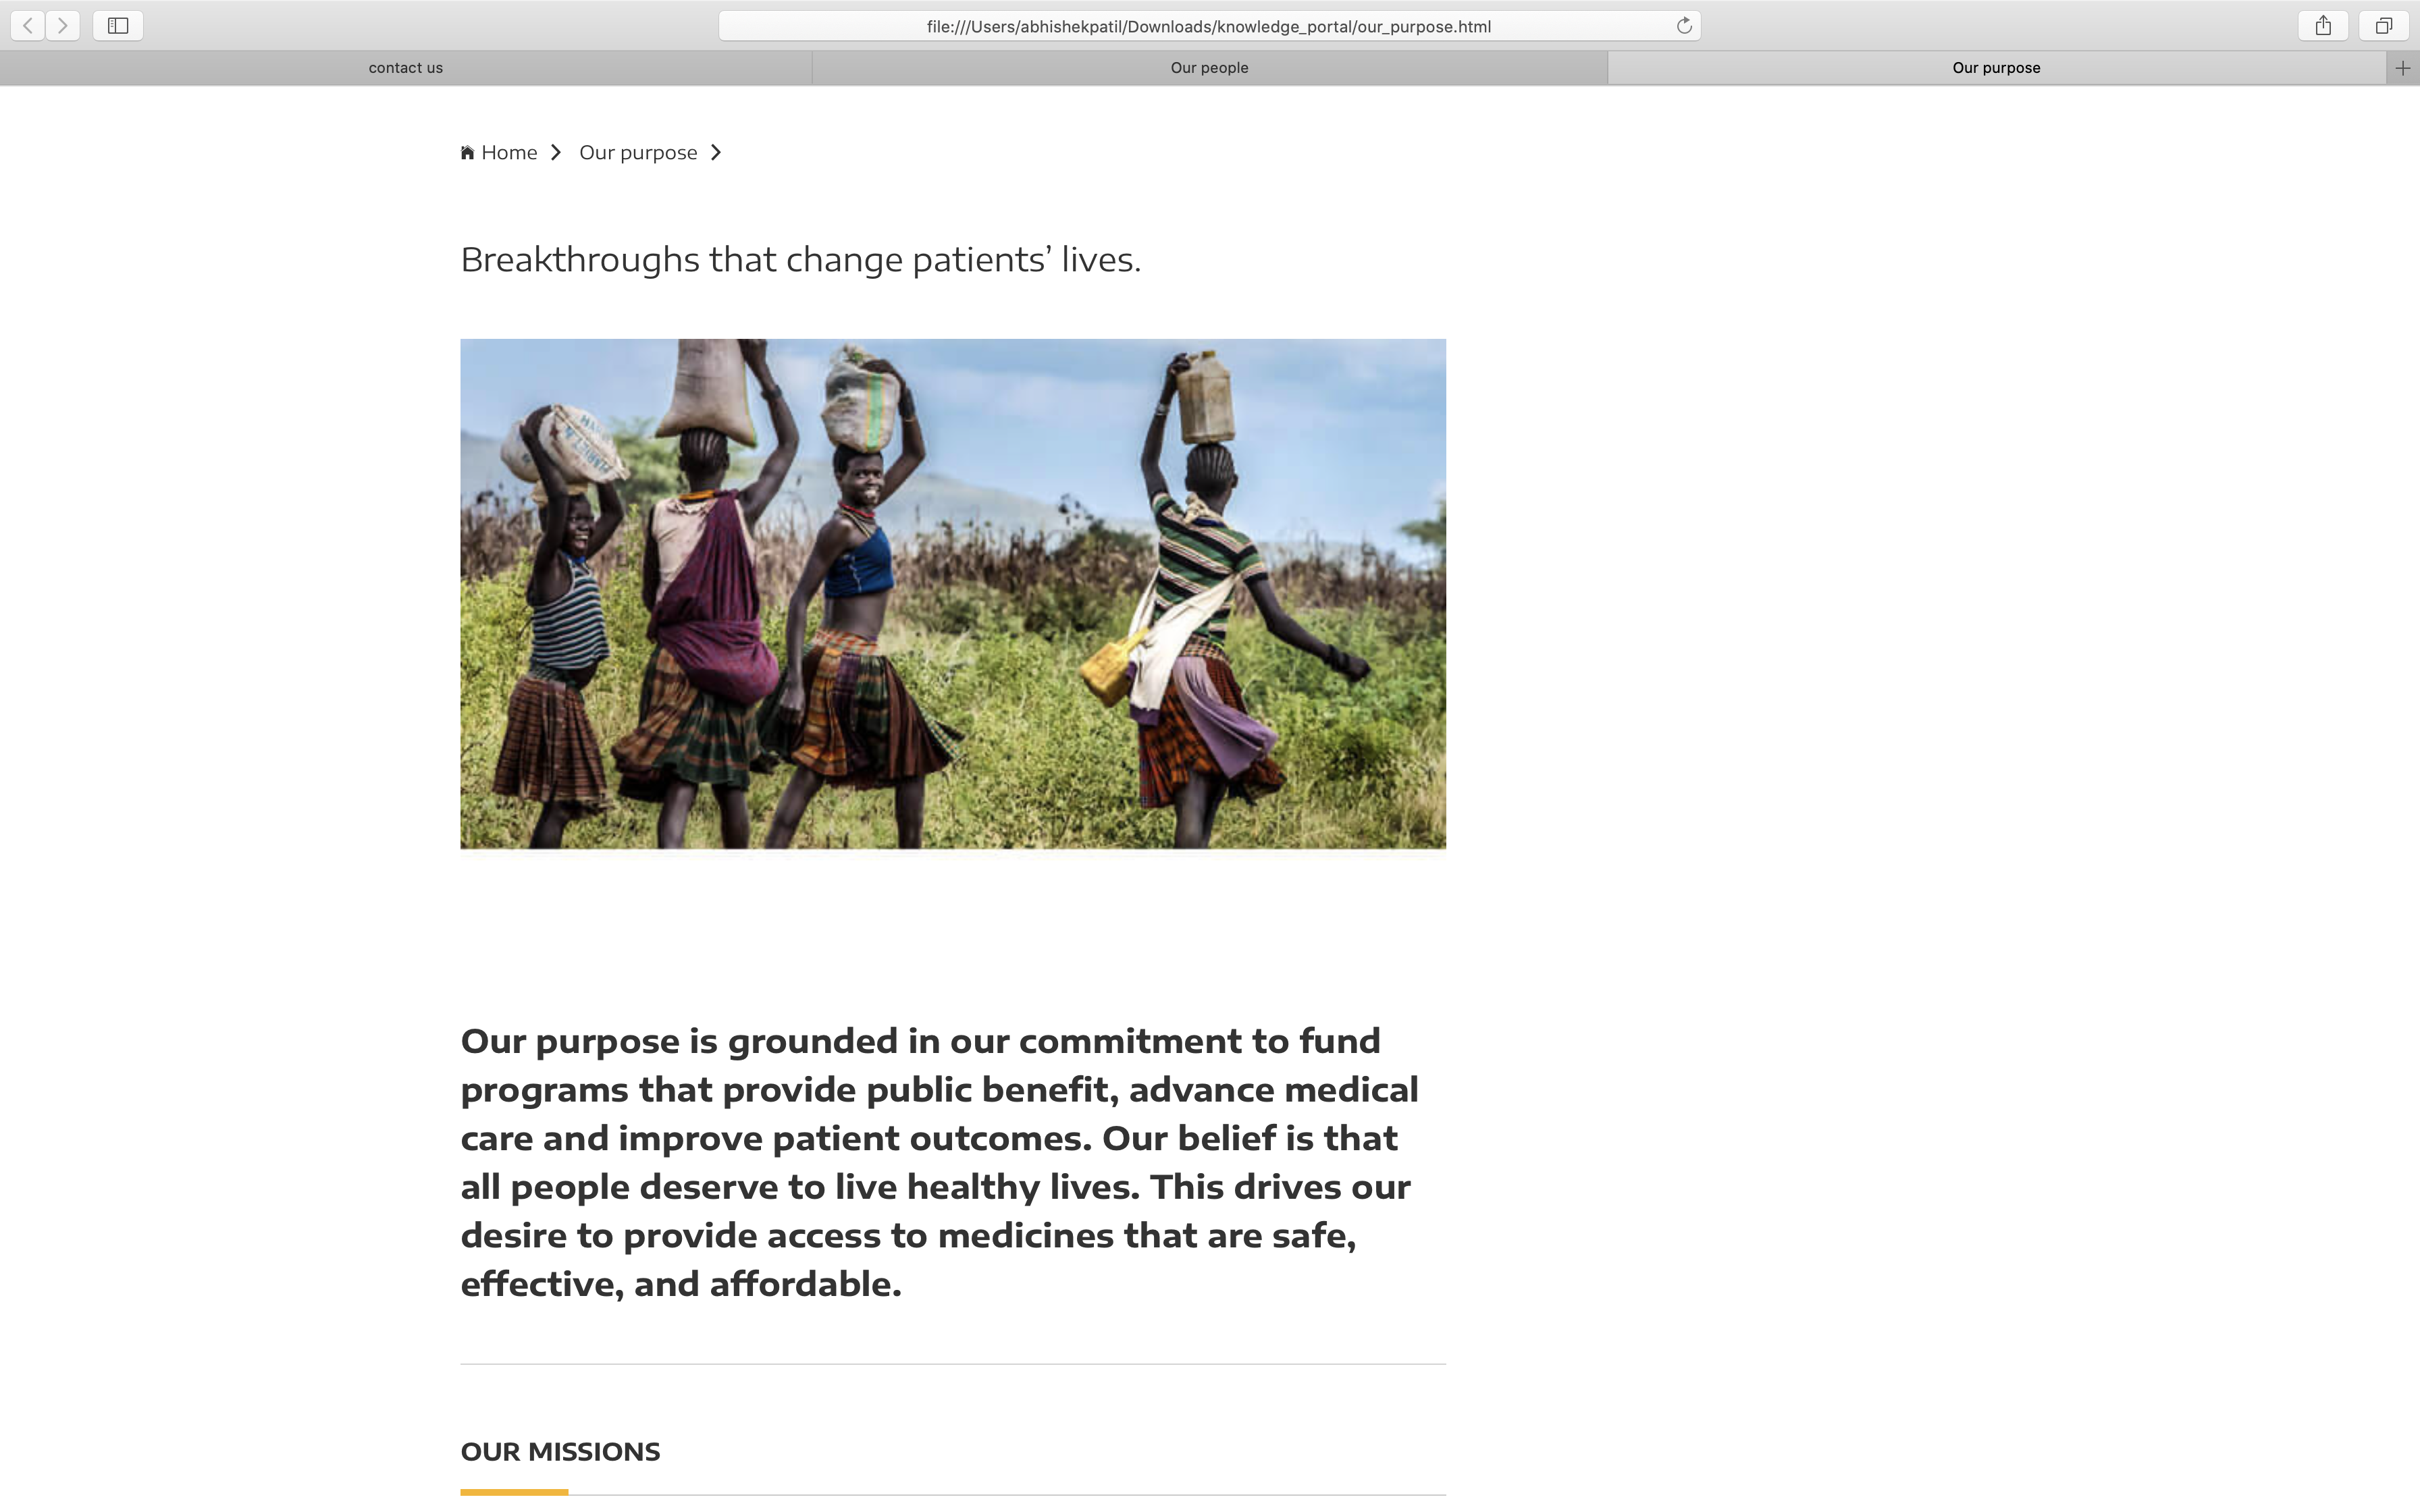 file:///Users/abhishekpatil/Downloads/knowledge_portal/our_purpose.html
contact us
Our people
Our purpose
Home
Our purpose
Breakthroughs that change patients’ lives.
Our purpose is grounded in our commitment to fund
programs that provide public benefit, advance medical
care and improve patient outcomes. Our belief is that
all people deserve to live healthy lives. This drives our
desire to provide access to medicines that are safe,
effective, and affordable.
OUR MISSIONS